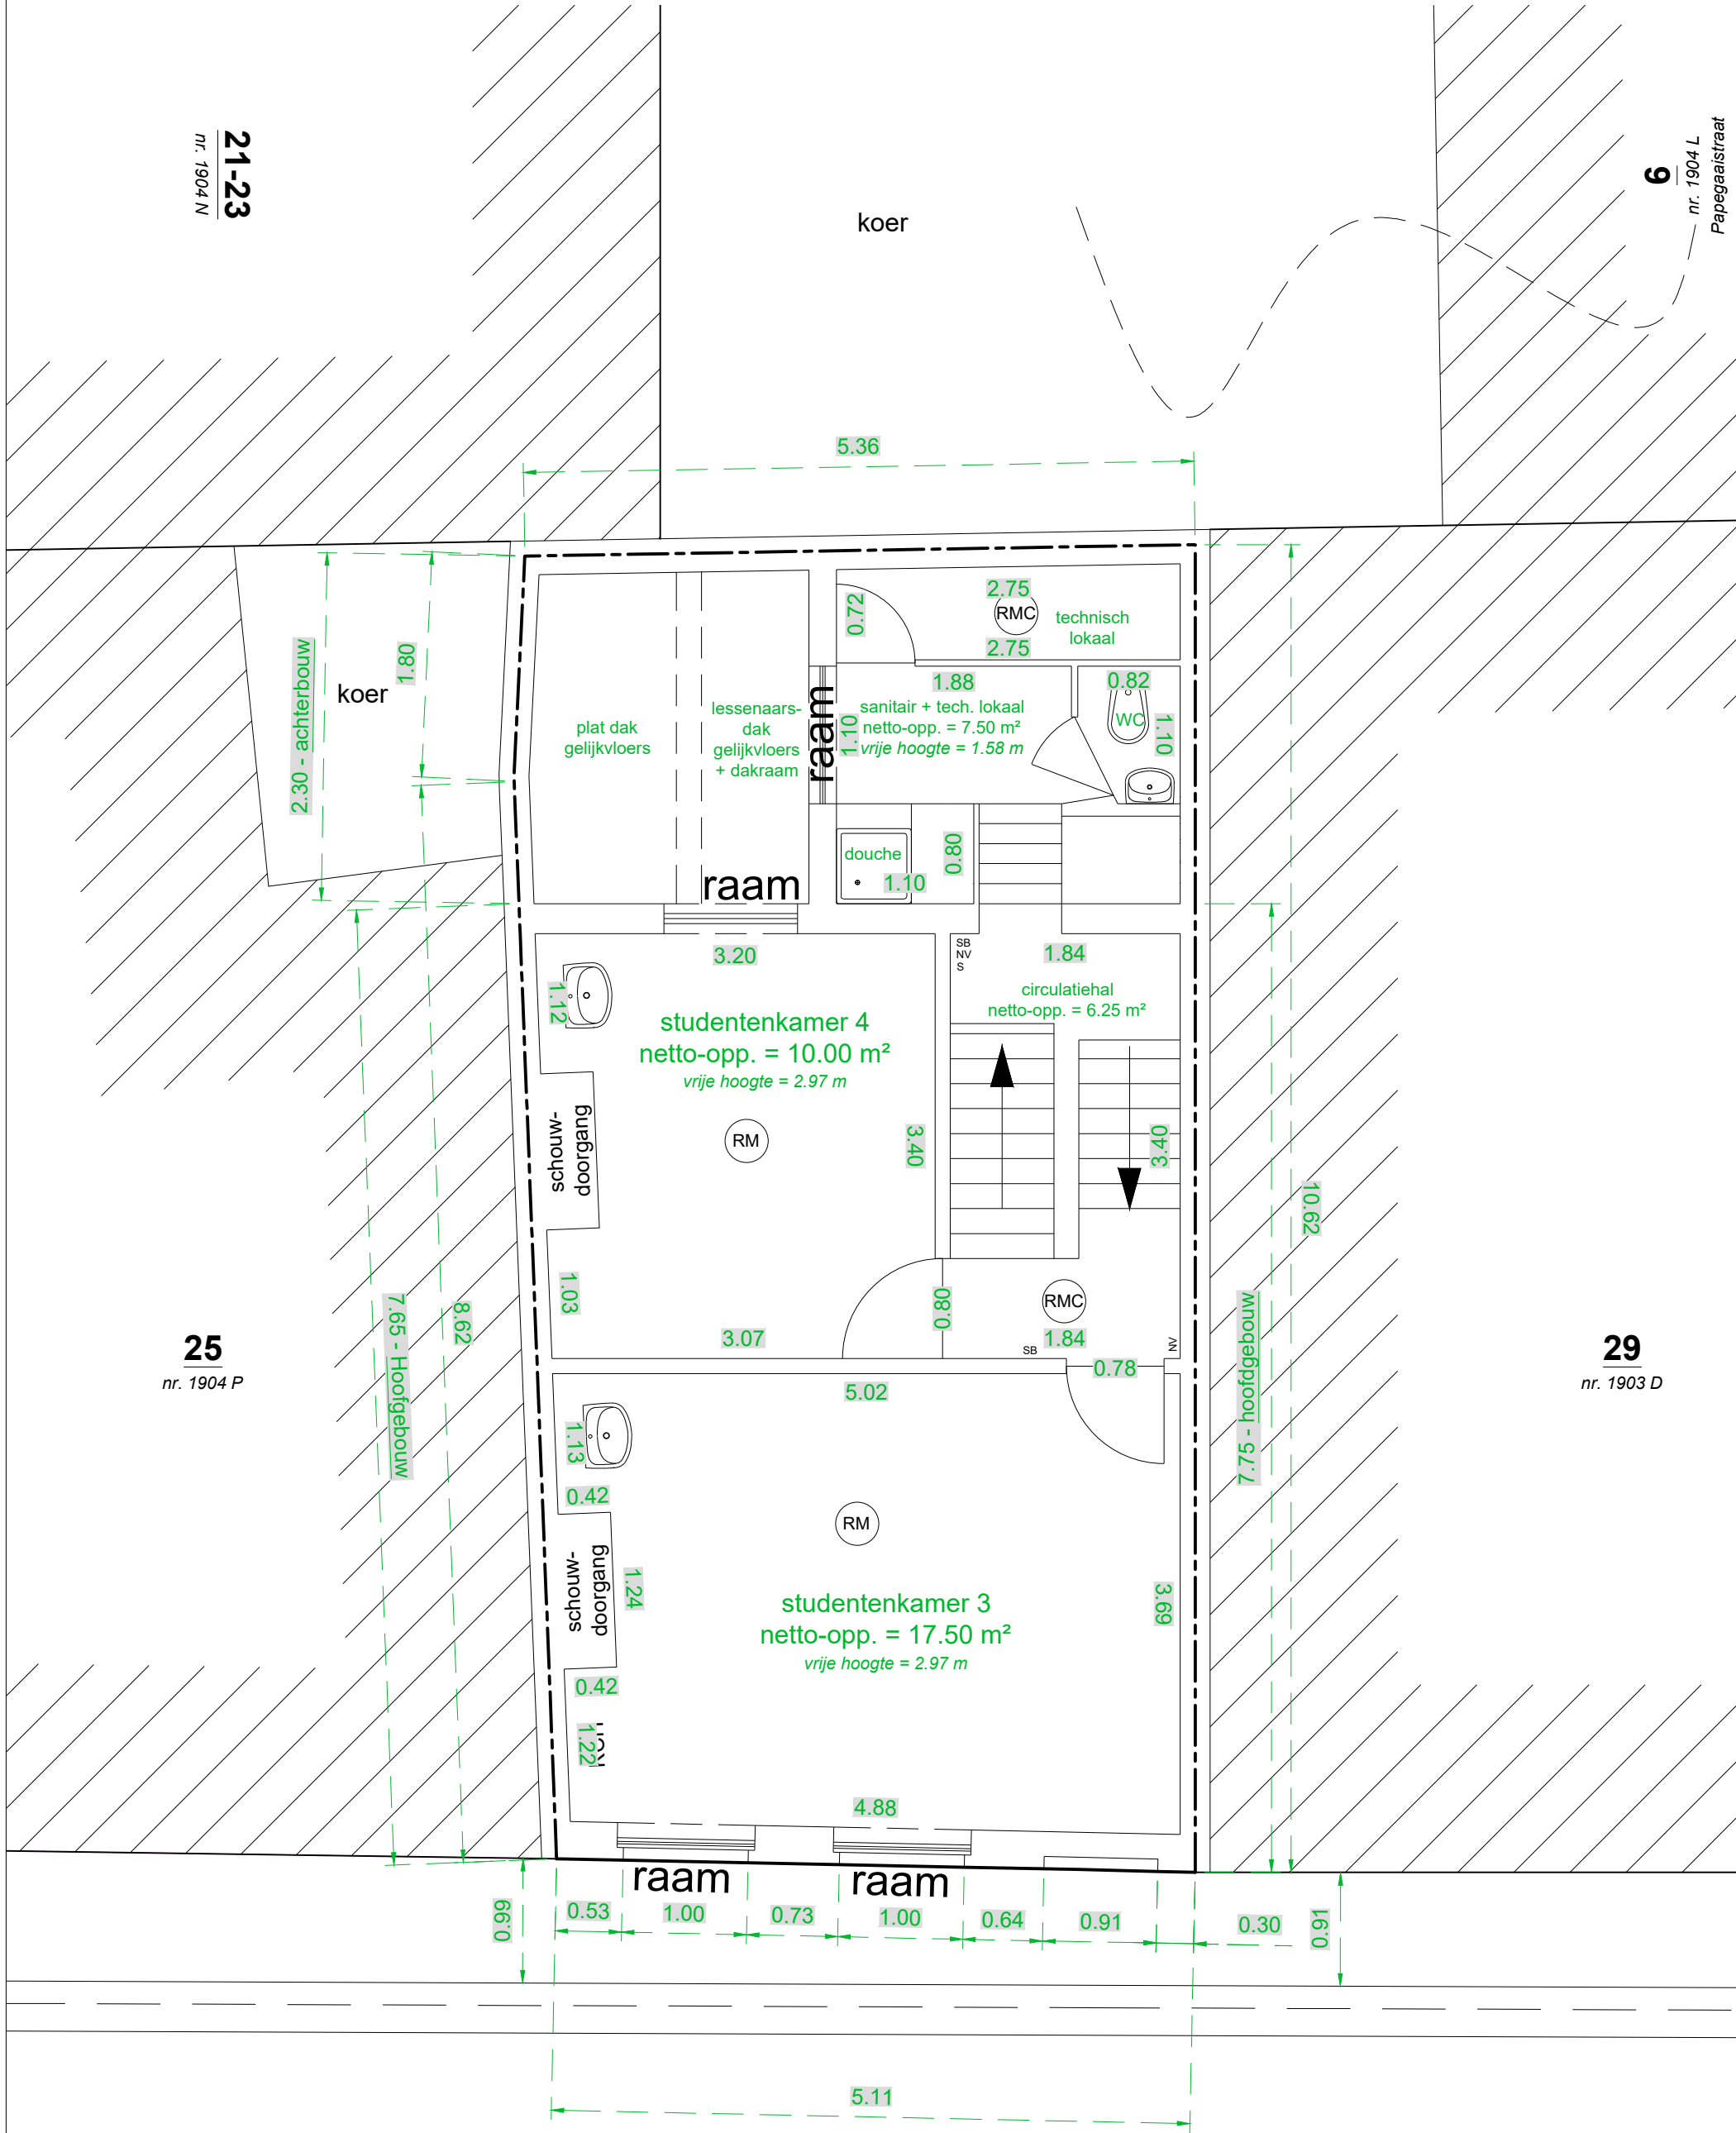 21-23
nr. 1904 N
9
nr. 1904 L
Papegaaistraat
koer
5.36
2.30 - achterbouw
1.80
koer
plat dak
gelijkvloers
lessenaars-
dak
gelijkvloers
+ dakraam
raam
0.72
2.75
RMC
technisch
lokaal
2.75
1.88
0.82
sanitair + tech. lokaal
netto-opp. = 7.50 m²
vrije hoogte = 1.58 m
1.10
WC
1.10
douche
1.10
0.80
raam
3.20
SB
NV
S
1.84
circulatiehal
netto-opp. = 6.25 m²
1.12
studentenkamer 4
netto-opp. = 10.00 m²
vrije hoogte = 2.97 m
schouw-
doorgang
RM
3.40
3.40
10.62
1.03
0.80
RMC
3.07
1.84
SB
NV
0.78
7.65 - Hoofgebouw
8.62
7.75 - hoofdgebouw
25
nr. 1904 P
29
nr. 1903 D
5.02
1.13
0.42
RM
schouw-
doorgang
1.24
3.69
studentenkamer 3
netto-opp. = 17.50 m²
vrije hoogte = 2.97 m
0.42
1.22
4.88
raam
raam
0.99
0.53
1.00
0.73
1.00
0.64
0.91
0.30
0.91
5.11